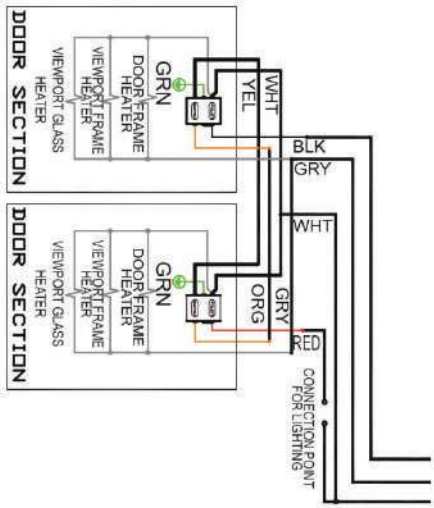 DOOR SECTION
VIEWPORT GLASS
HEATER
VIEWPORT FRAME
HEATER
DOOR FRAME
HEATER
GRN
YEL
WHT
BLK
GRY
WHT
DOOR SECTION
VIEWPORT GLASS
HEATER
VIEWPORT FRAME
HEATER
DOOR FRAME
HEATER
GRN
ORG
GRY
RED
CONNECTION POINT
FOR LIGHTING